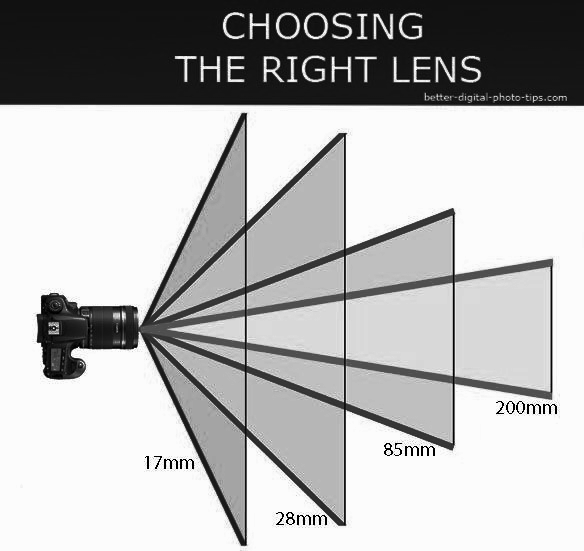 CHOOSING
THE RIGHT LENS
better-digital-photo-tips.com
200mm
85mm
17mm
28mm